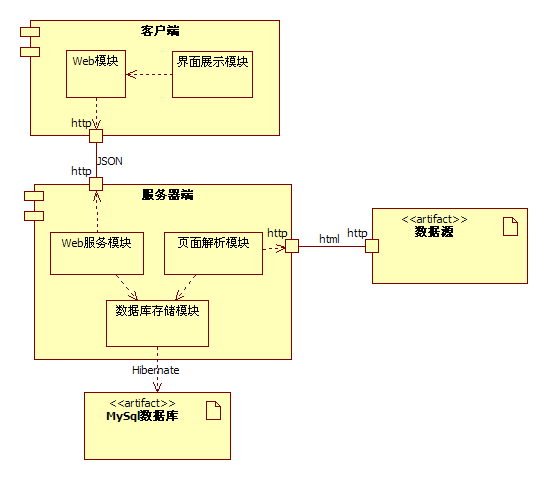 客户端
Web模块
界面展示模块
http
JSON
http
服务器端
Web服务模块
页面解析模块
http
html
http
<<artifact>>
数据源
数据库存储模块
Hibernate
<<artifact>>
MySql数据库